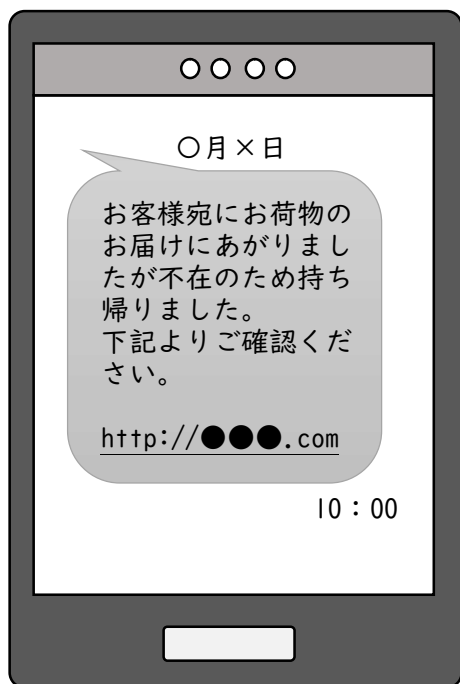 ○○○○
〇月×日
お客様宛にお荷物の
お届けにあがりまし
たが不在のため持ち
帰りました。
下記よりご確認くだ
さい。
http://●●●.com
10：00